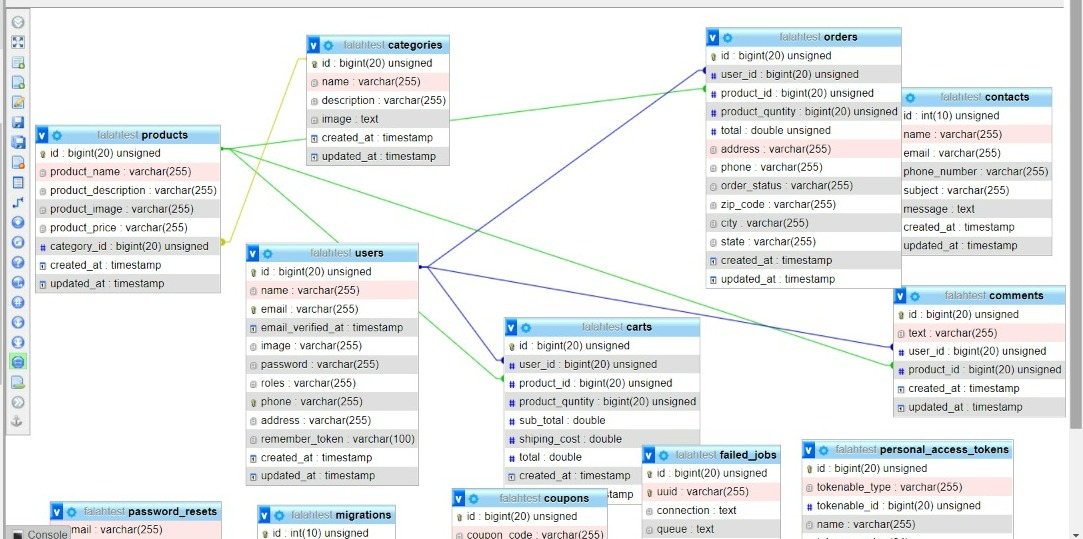 falahtest categories
id : bigint(20) unsigned
name : varchar(255)
description : varchar(255)
image : text
created_at : timestamp
updated_at : timestamp
falahtest orders
id : bigint(20) unsigned
user_id : bigint(20) unsigned
product_id : bigint(20) unsigned
product_quntity : bigint(20) unsigned
total : double unsigned
address : varchar(255)
phone : varchar(255)
order_status : varchar(255)
zip_code : varchar(255)
city : varchar(255)
state : varchar(255)
created_at : timestamp
updated_at : timestamp
falahtest contacts
id : int(10) unsigned
name : varchar(255)
email : varchar(255)
phone_number : varchar(255)
subject : varchar(255)
message : text
created_at : timestamp
updated_at : timestamp
falahtest products
id : bigint(20) unsigned
product_name : varchar(255)
product_description : varchar(255)
product_image : varchar(255)
product_price : varchar(255)
category_id : bigint(20) unsigned
created_at : timestamp
updated_at : timestamp
falahtest users
id : bigint(20) unsigned
name : varchar(255)
email : varchar(255)
email_verified_at : timestamp
image : varchar(255)
password : varchar(255)
roles : varchar(255)
phone : varchar(255)
address : varchar(255)
remember_token : varchar(100)
created_at : timestamp
updated_at : timestamp
falahtest carts
id : bigint(20) unsigned
user_id : bigint(20) unsigned
product_id : bigint(20) unsigned
product_quntity : bigint(20) unsigned
sub_total : double
shiping_cost : double
total : double
created_at : timestamp
stamp
falahtest comments
id : bigint(20) unsigned
text : varchar(255)
user_id : bigint(20) unsigned
product_id : bigint(20) unsigned
created_at : timestamp
updated_at : timestamp
falahtest failed_jobs
id : bigint(20) unsigned
uuid : varchar(255)
connection : text
queue : text
falahtest personal_access_tokens
id : bigint(20) unsigned
tokenable_type : varchar(255)
tokenable_id : bigint(20) unsigned
name : varchar(255)
falahtest password_resets
mail : varchar(255)
falahtest migrations
id : int(10) unsigned
falahtest coupons
id : bigint(20) unsigned
coupon_code : varchar(255)
Console